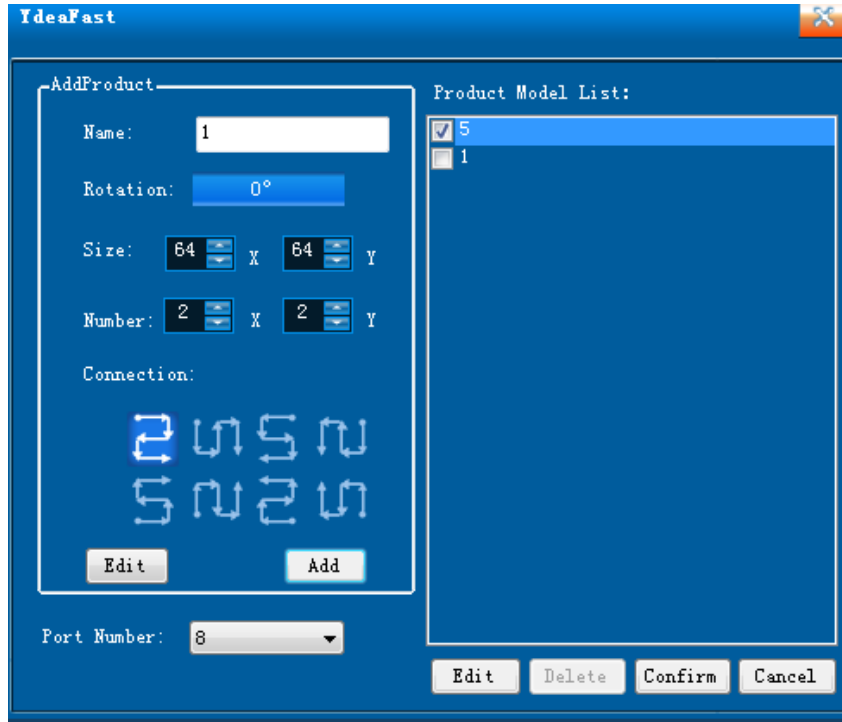 YdeaFast
AddProduct
Name: 1
Rotation: 0°
Size: 64 X 64 Y
Number: 2 X 2 Y
Connection:
Edit Add
Port Number: 8
Product Model List:
5
1
Edit Delete Confirm Cancel